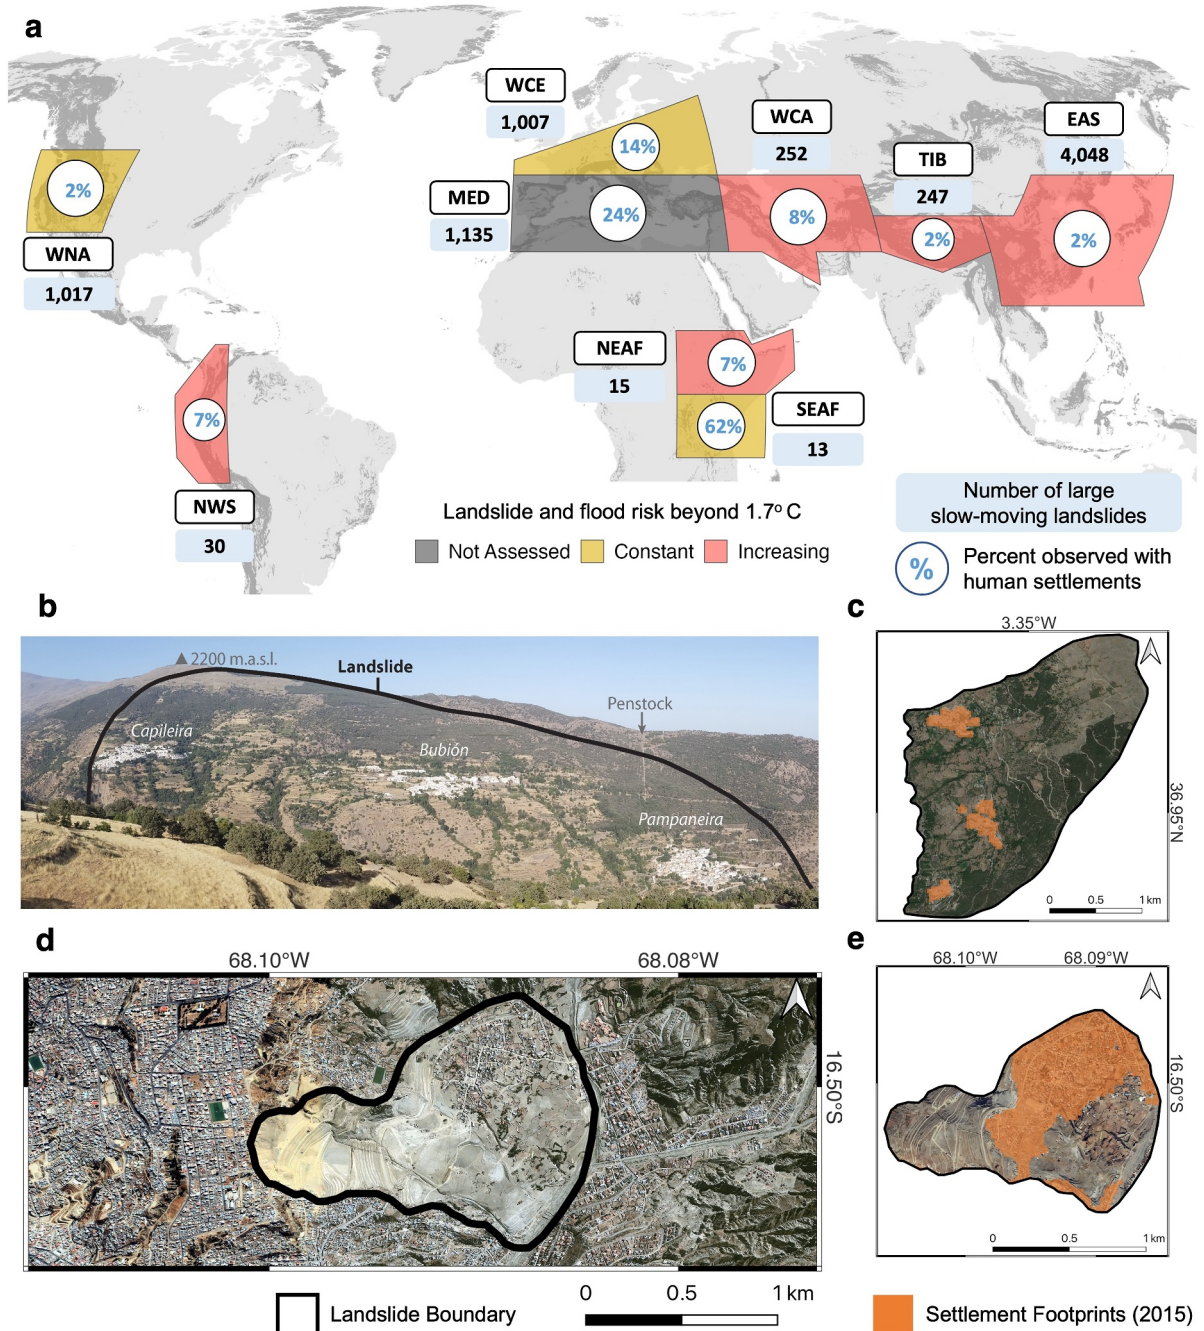 a
WCE
1,007
14%
WCA
252
EAS
4,048
TIB
247
2%
WNA
1,017
MED
1,135
24%
8%
2%
2%
NEAF
15
7%
SEAF
13
62%
7%
NWS
30
Landslide and flood risk beyond 1.7° C
Not Assessed
Constant
Increasing
Number of large
slow-moving landslides
%
Percent observed with
human settlements
b
2200 m.a.s.l.
Landslide
Penstock
Capileira
Bubión
Pampaneira
c
3.35°W
36.95°N
0 0.5 1 km
d
68.10°W
68.08°W
16.50°S
e
68.10°W
68.09°W
16.50°S
0 0.5 1 km
Landslide Boundary
0 0.5 1 km
Settlement Footprints (2015)